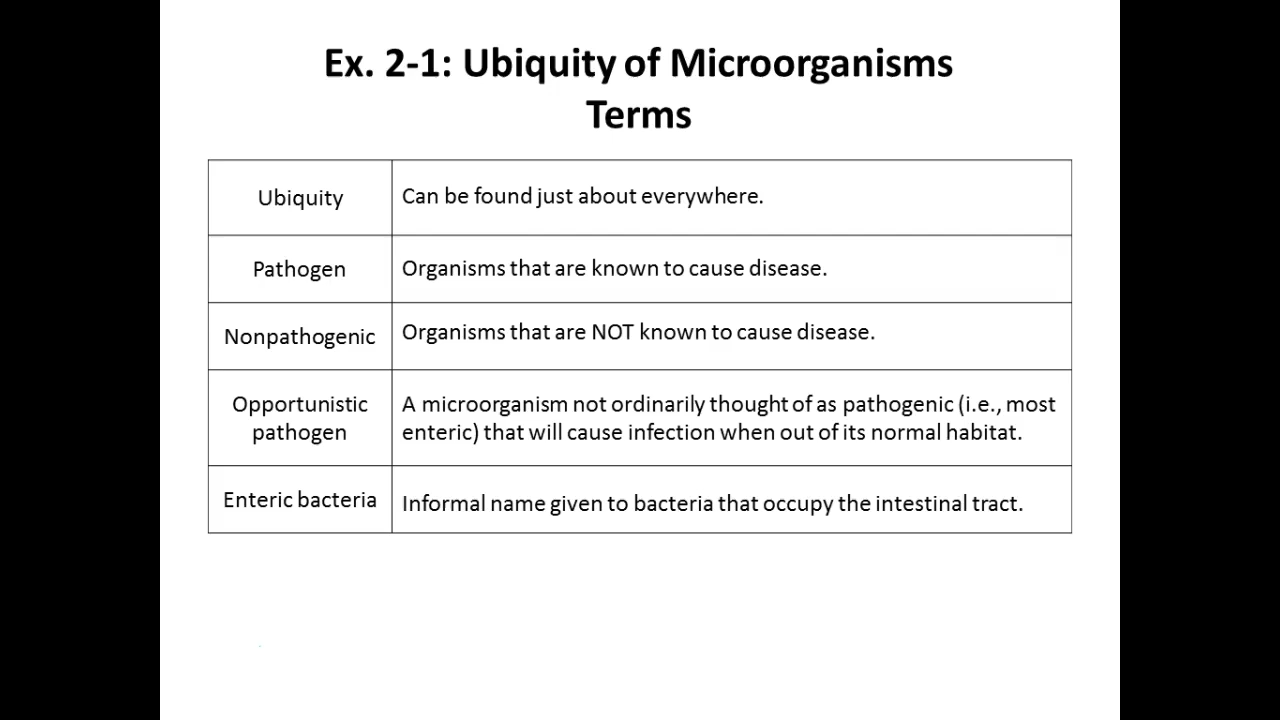 Ex. 2-1: Ubiquity of Microorganisms
Terms
Ubiquity
Can be found just about everywhere.
Pathogen
Organisms that are known to cause disease.
Nonpathogenic
Organisms that are NOT known to cause disease.
Opportunistic
pathogen
A microorganism not ordinarily thought of as pathogenic (i.e., most
enteric) that will cause infection when out of its normal habitat.
Enteric bacteria
Informal name given to bacteria that occupy the intestinal tract.